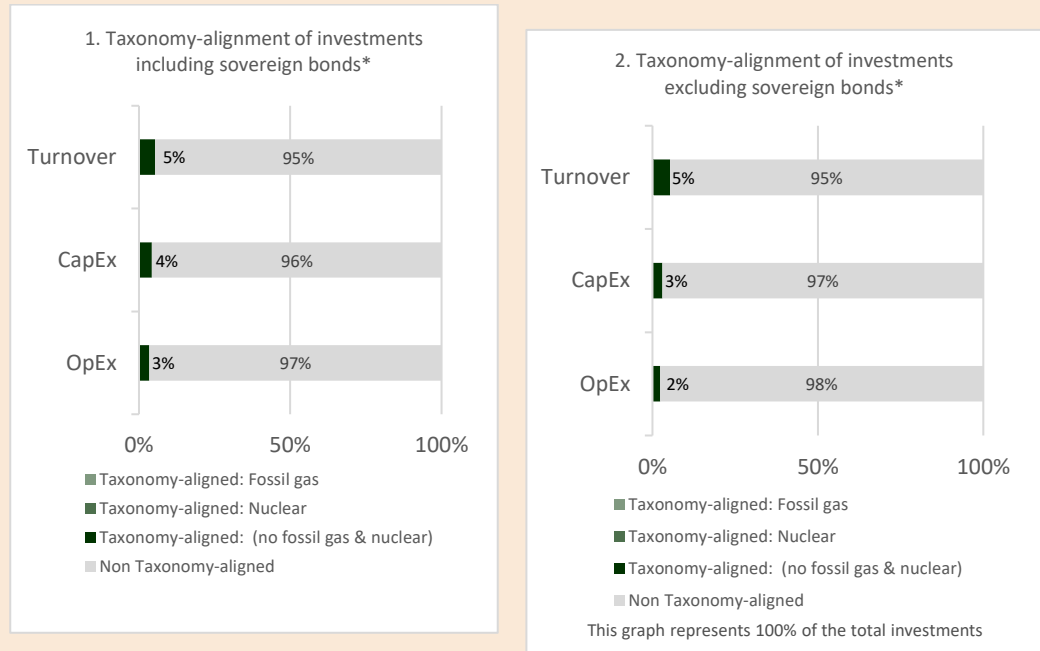 1. Taxonomy-alignment of investments
including sovereign bonds*
Turnover
5%
95%
CapEx
4%
96%
OpEx
3%
97%
0%
50%
100%
Taxonomy-aligned: Fossil gas
Taxonomy-aligned: Nuclear
Taxonomy-aligned: (no fossil gas & nuclear)
Non Taxonomy-aligned
2. Taxonomy-alignment of investments
excluding sovereign bonds*
Turnover
5%
95%
CapEx
3%
97%
OpEx
2%
98%
0%
50%
100%
Taxonomy-aligned: Fossil gas
Taxonomy-aligned: Nuclear
Taxonomy-aligned: (no fossil gas & nuclear)
Non Taxonomy-aligned
This graph represents 100% of the total investments